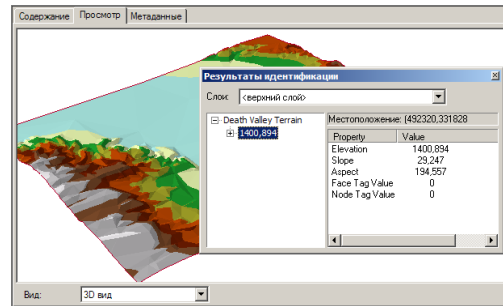 Содержание Просмотр Метаданные
Результаты идентификации
Слои: <верхний слой>
Death Valley Terrain
1400,894
Местоположение: [492320,331828
Property Value
Elevation 1400,894
Slope 29,247
Aspect 194,557
Face Tag Value 0
Node Tag Value 0
Вид: 3D вид